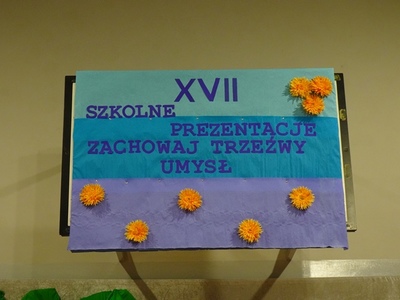 XVII
SZKOLNE
PREZENTACJE
ZACHOWAJ TRZEŹWY
UMYSŁ